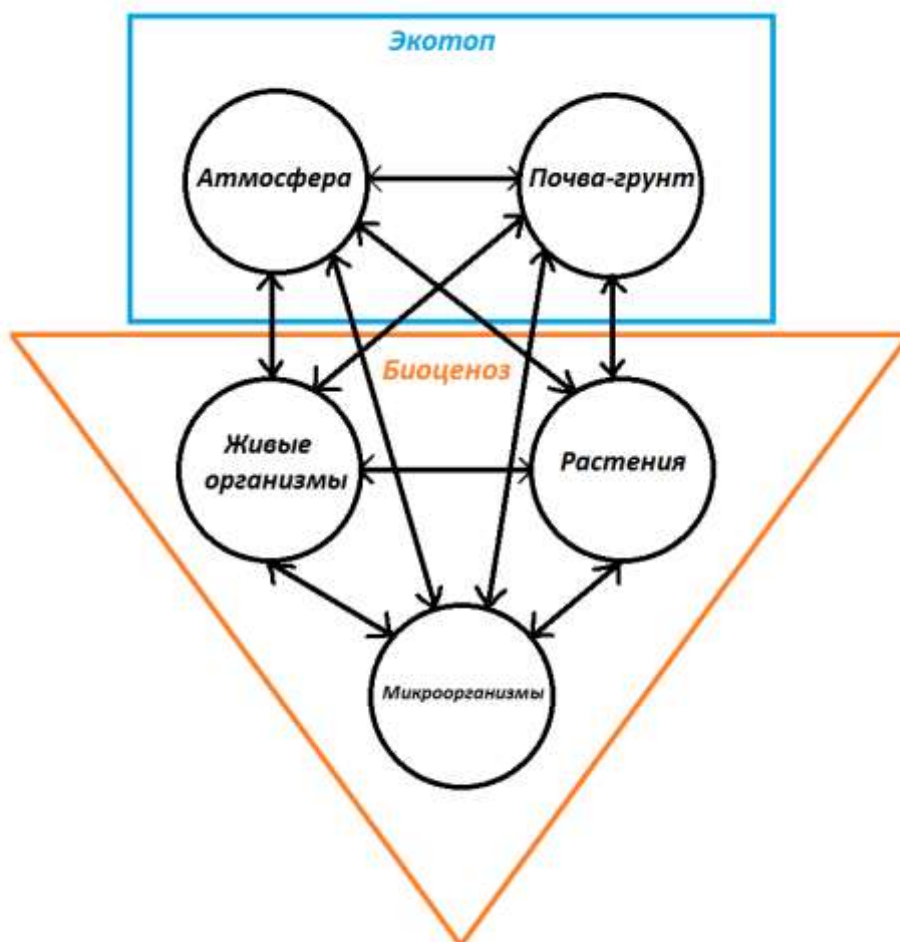 Экотоп
Атмосфера
Почва-грунт
Биоценоз
Живые
организмы
Растения
Микроорганизмы